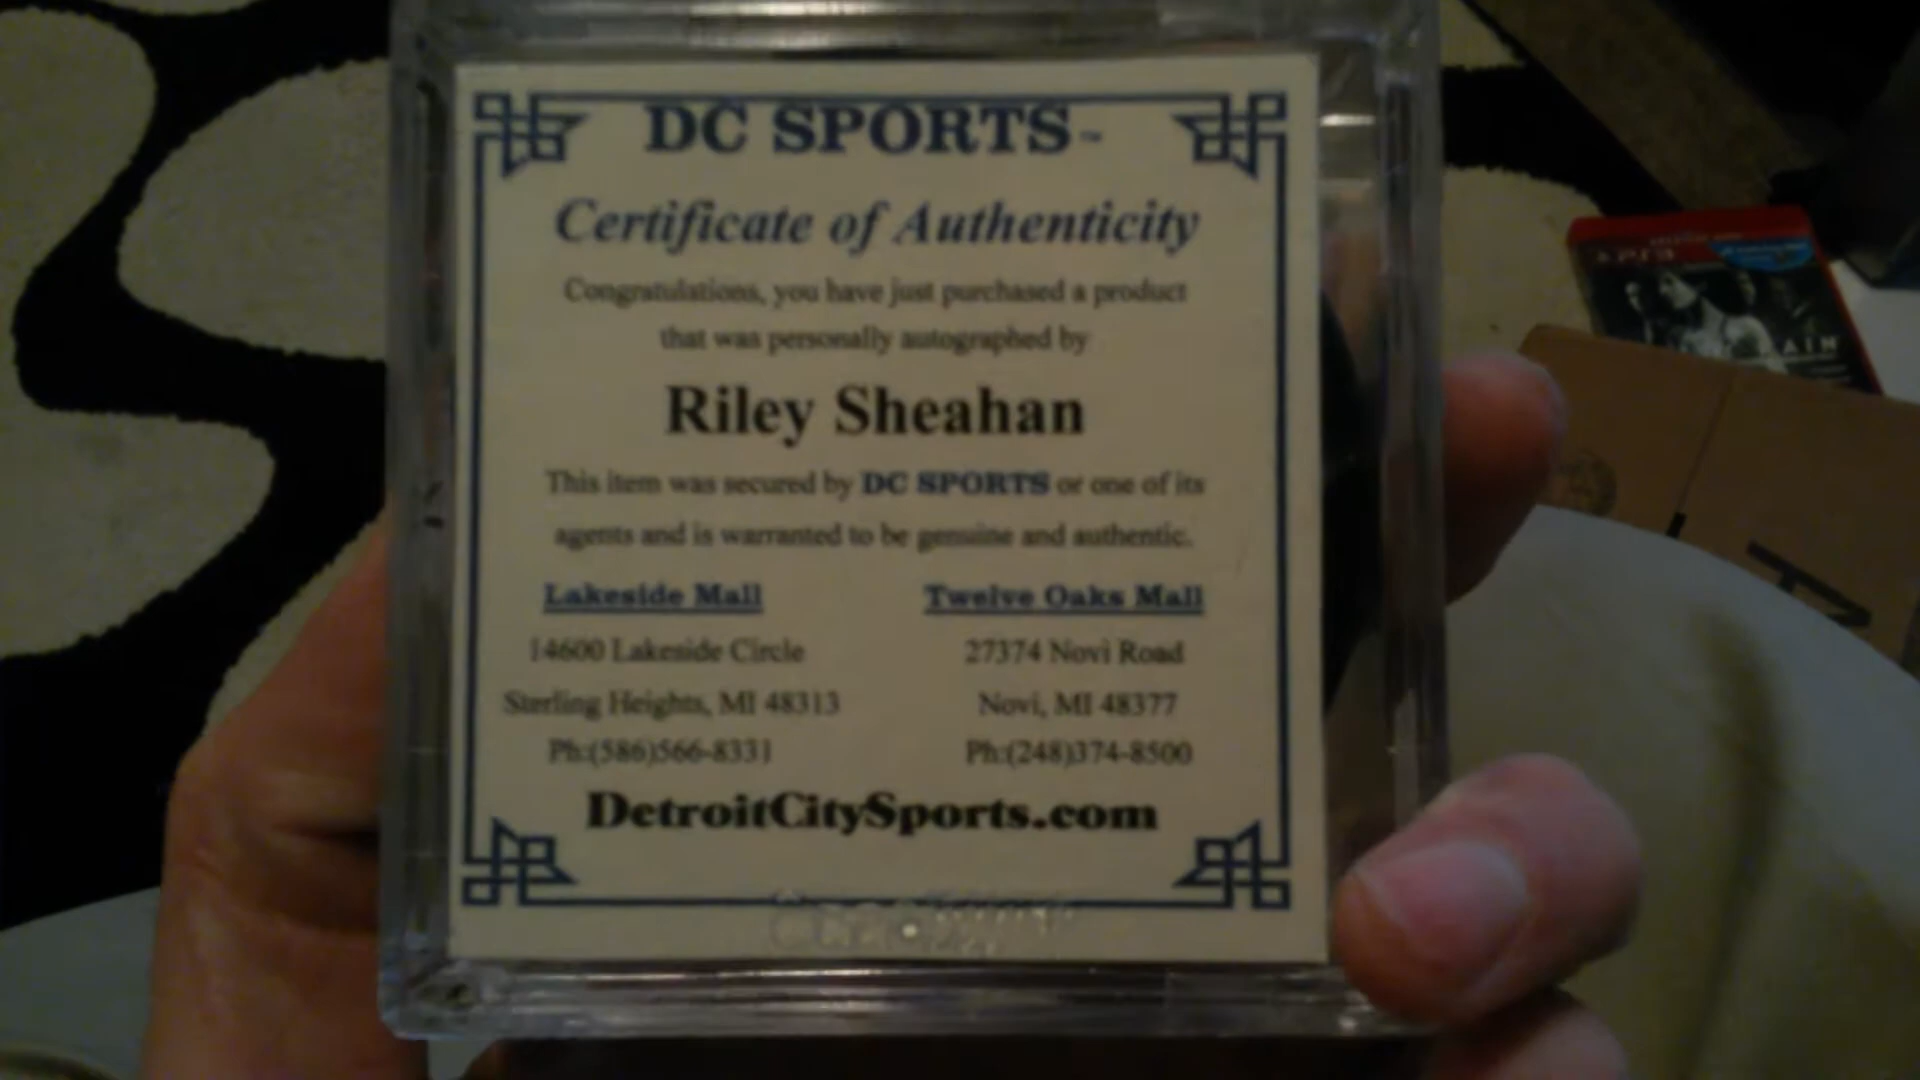 DC SPORTS™
Certificate of Authenticity
Congratulations, you have just purchased a product
that was personally autographed by
Riley Sheahan
This item was secured by DC SPORTS or one of its
agents and is warranted to be genuine and authentic.
Lakeside Mall
14600 Lakeside Circle
Sterling Heights, MI 48313
Ph:(586)566-8331
Twelve Oaks Mall
27374 Novi Road
Novi, MI 48377
Ph:(248)374-8500
DetroitCitySports.com
PS3